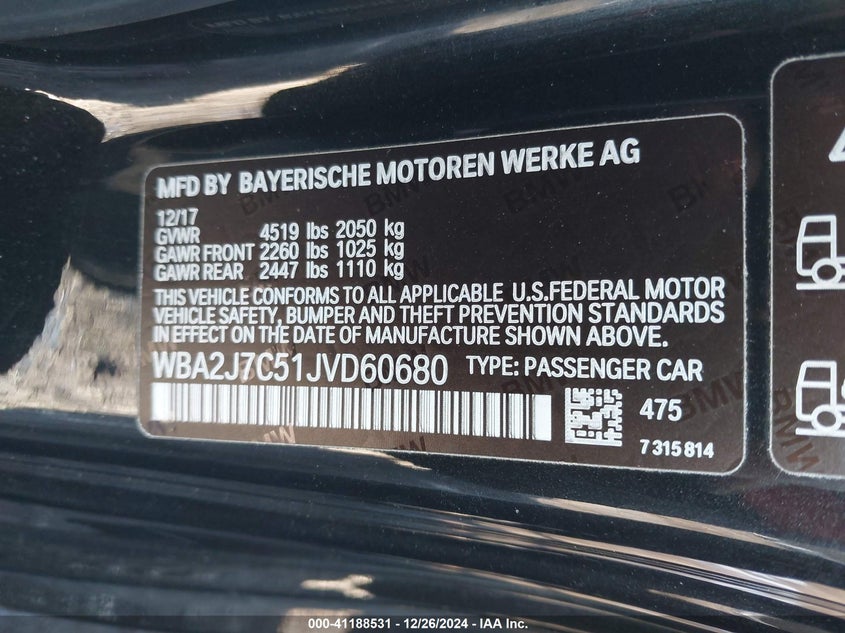 MFD BY BAYERISCHE MOTOREN WERKE AG
12/17
GVWR 4519 lbs 2050 kg
GAWR FRONT 2260 lbs 1025 kg
GAWR REAR 2447 lbs 1110 kg
THIS VEHICLE CONFORMS TO ALL APPLICABLE U.S.FEDERAL MOTOR
VEHICLE SAFETY, BUMPER AND THEFT PREVENTION STANDARDS
IN EFFECT ON THE DATE OF MANUFACTURE SHOWN ABOVE.
WBA2J7C51JVD60680 TYPE: PASSENGER CAR
475
7 315 814
BMW
000-41188531 - 12/26/2024 - IAA Inc.